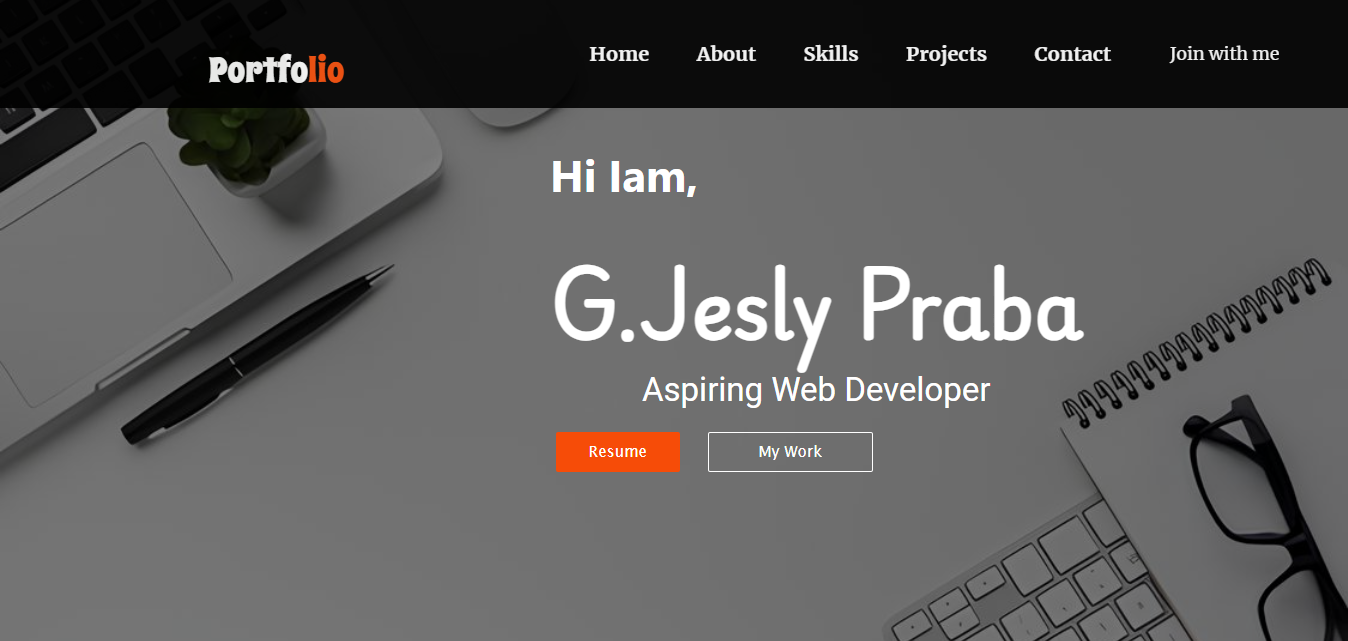 Portfolio
Home About Skills Projects Contact Join with me
Hi Iam,
G.Jesly Praba
Aspiring Web Developer
Resume My Work